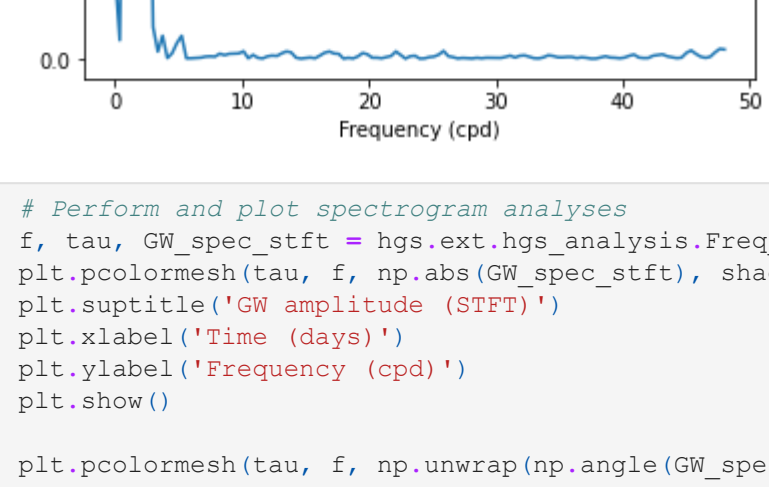 0.0
0 10 20 30 40 50
Frequency (cpd)
# Perform and plot spectrogram analyses
f, tau, GW_spec_stft = hgs.ext.hgs_analysis.Freq_
plt.pcolormesh(tau, f, np.abs(GW_spec_stft), sha
plt.suptitle('GW amplitude (STFT)')
plt.xlabel('Time (days)')
plt.ylabel('Frequency (cpd)')
plt.show()
plt.pcolormesh(tau, f, np.unwrap(np.angle(GW_spe